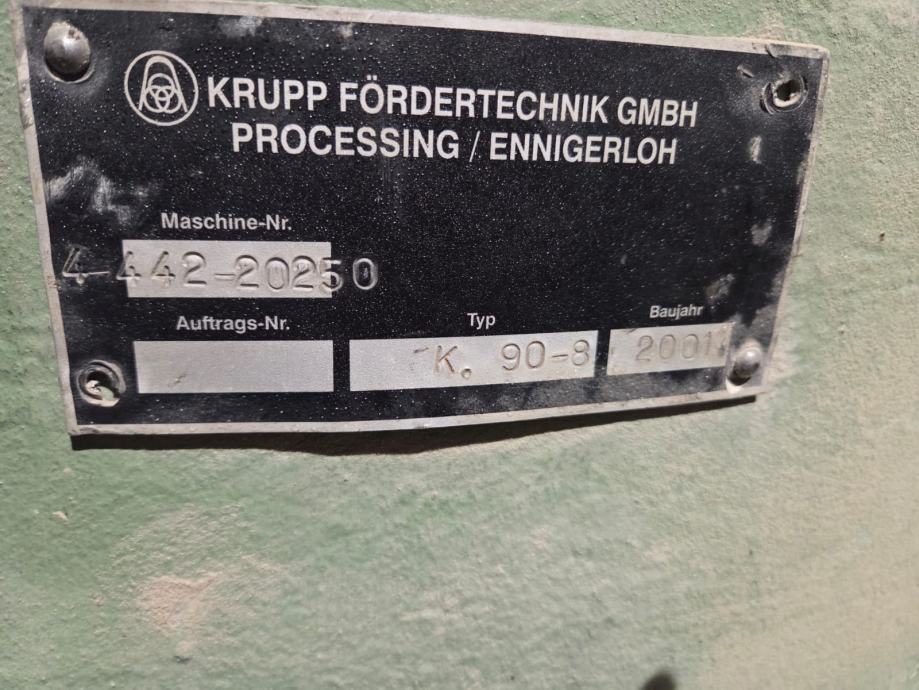 KRUPP FÖRDERTECHNIK GMBH
PROCESSING / ENNIGERLOH
Maschine-Nr.
4-442-20250
Auftrags-Nr.
Typ
K. 90-8
Baujahr
2001